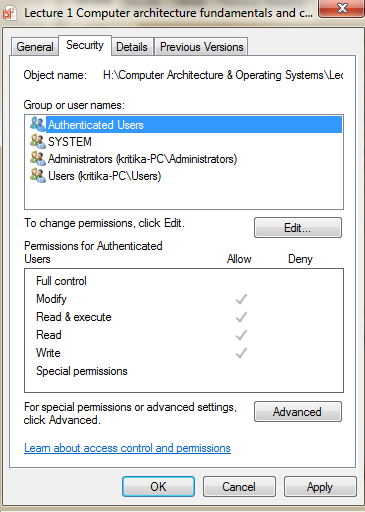 Lecture 1 Computer architecture fundamentals and c...
General Security Details Previous Versions
Object name: H:\Computer Architecture & Operating Systems\Lec
Group or user names:
Authenticated Users
SYSTEM
Administrators (kritika-PC\Administrators)
Users (kritika-PC\Users)
To change permissions, click Edit. Edit...
Permissions for Authenticated
Users Allow Deny
Full control
Modify
Read & execute
Read
Write
Special permissions
For special permissions or advanced settings,
click Advanced. Advanced
Learn about access control and permissions
OK Cancel Apply